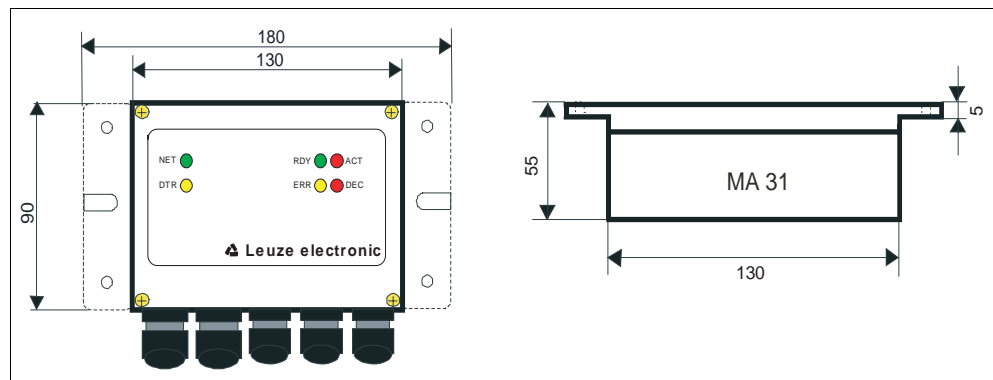 180
130
90
NET
RDY ACT
DTR
ERR DEC
Leuze electronic
55
5
MA 31
130